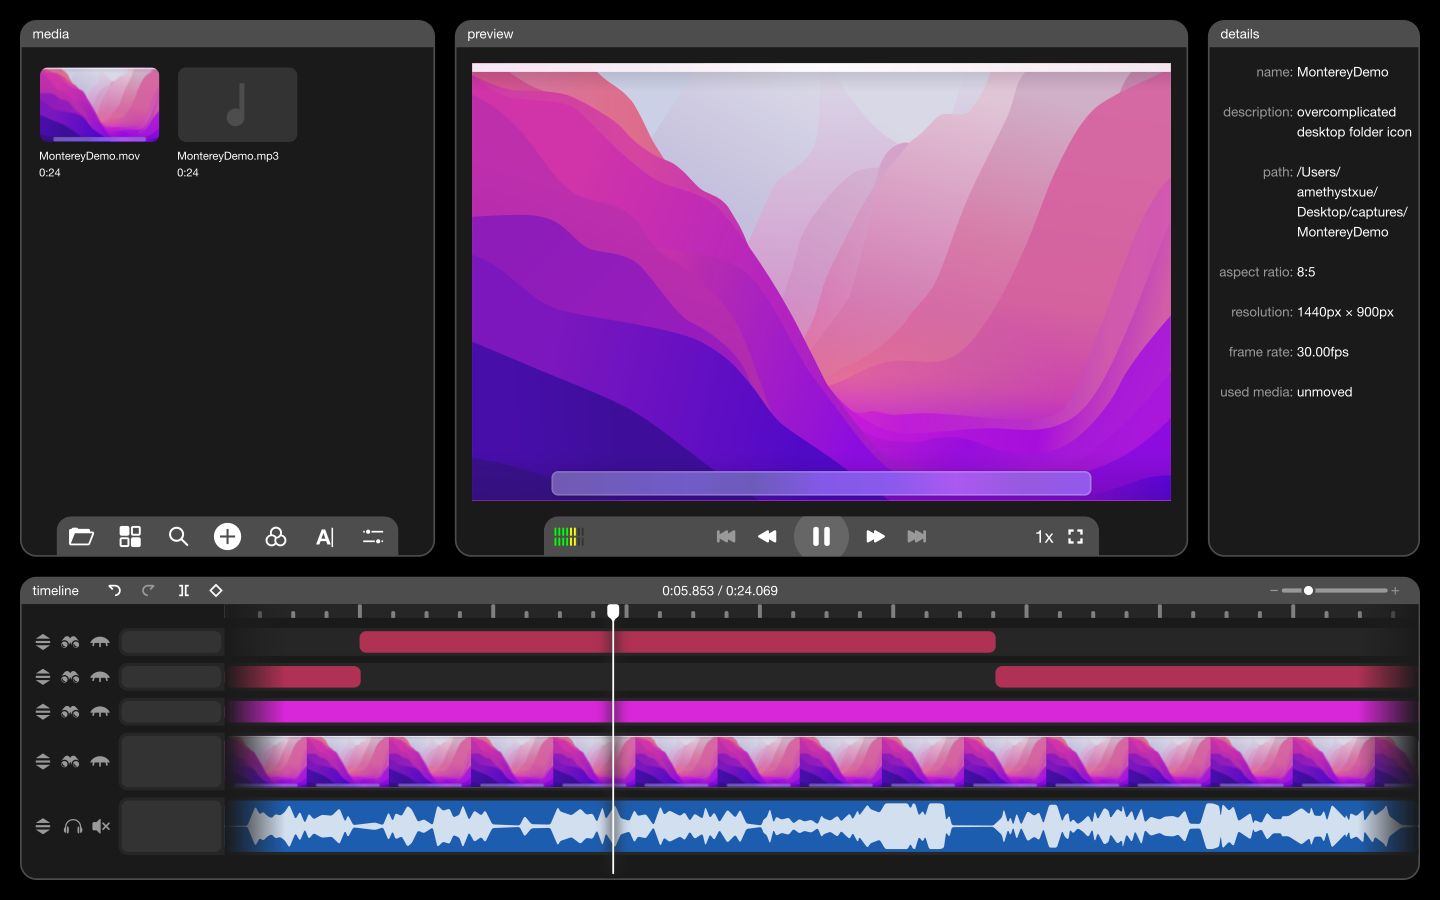 media
MontereyDemo.mov
0:24
MontereyDemo.mp3
0:24
A
preview
1x
details
name: MontereyDemo
description: overcomplicated
desktop folder icon
path: /Users/
amethystxue/
Desktop/captures/
MontereyDemo
aspect ratio: 8:5
resolution: 1440px × 900px
frame rate: 30.00fps
used media: unmoved
timeline
0:05.853 / 0:24.069